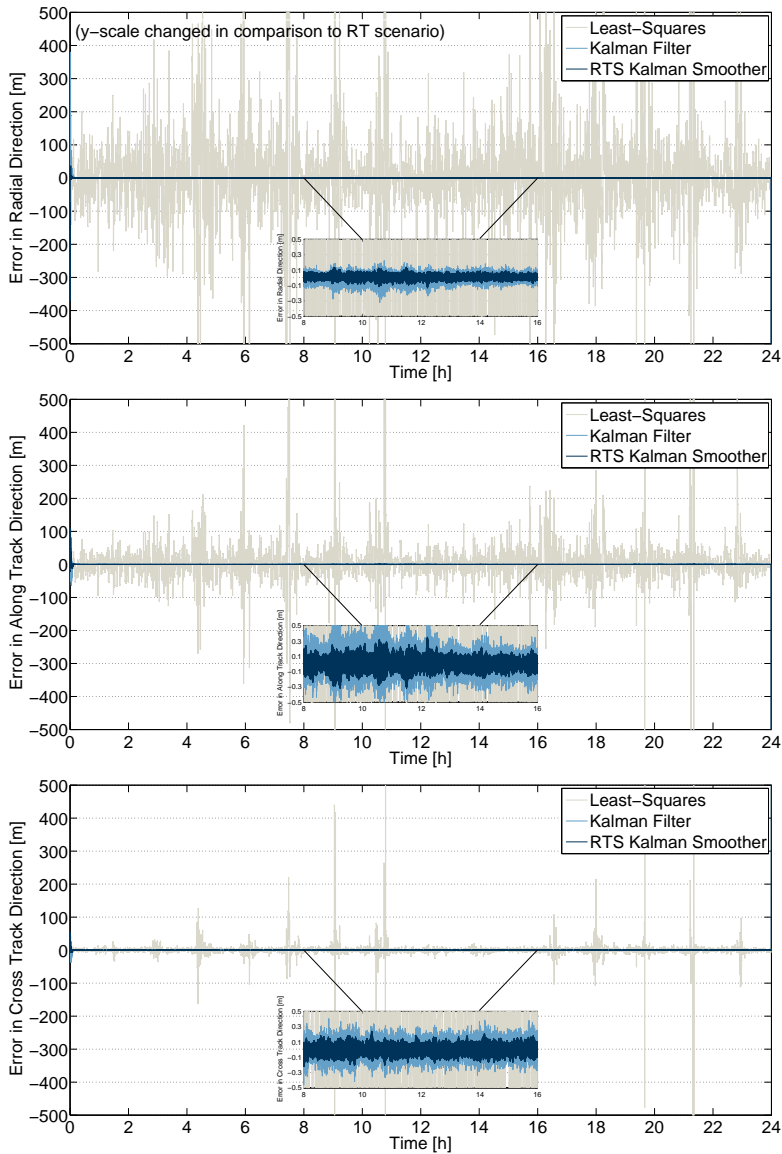 (y−scale changed in comparison to RT scenario)
Least−Squares
Kalman Filter
RTS Kalman Smoother
Error in Radial Direction [m]
500
400
300
200
100
0
−100
−200
−300
−400
−500
Error in Radial Direction [m]
0.5
0.3
0.1
−0.1
−0.3
−0.5
8 10 12 14 16
0 2 4 6 8 10 12 14 16 18 20 22 24
Time [h]
Least−Squares
Kalman Filter
RTS Kalman Smoother
Error in Along Track Direction [m]
500
400
300
200
100
0
−100
−200
−300
−400
−500
Error in Along Track Direction [m]
0.5
0.3
0.1
−0.1
−0.3
−0.5
8 10 12 14 16
0 2 4 6 8 10 12 14 16 18 20 22 24
Time [h]
Least−Squares
Kalman Filter
RTS Kalman Smoother
Error in Cross Track Direction [m]
500
400
300
200
100
0
−100
−200
−300
−400
−500
Error in Cross Track Direction [m]
0.5
0.3
0.1
−0.1
−0.3
−0.5
8 10 12 14 16
0 2 4 6 8 10 12 14 16 18 20 22 24
Time [h]